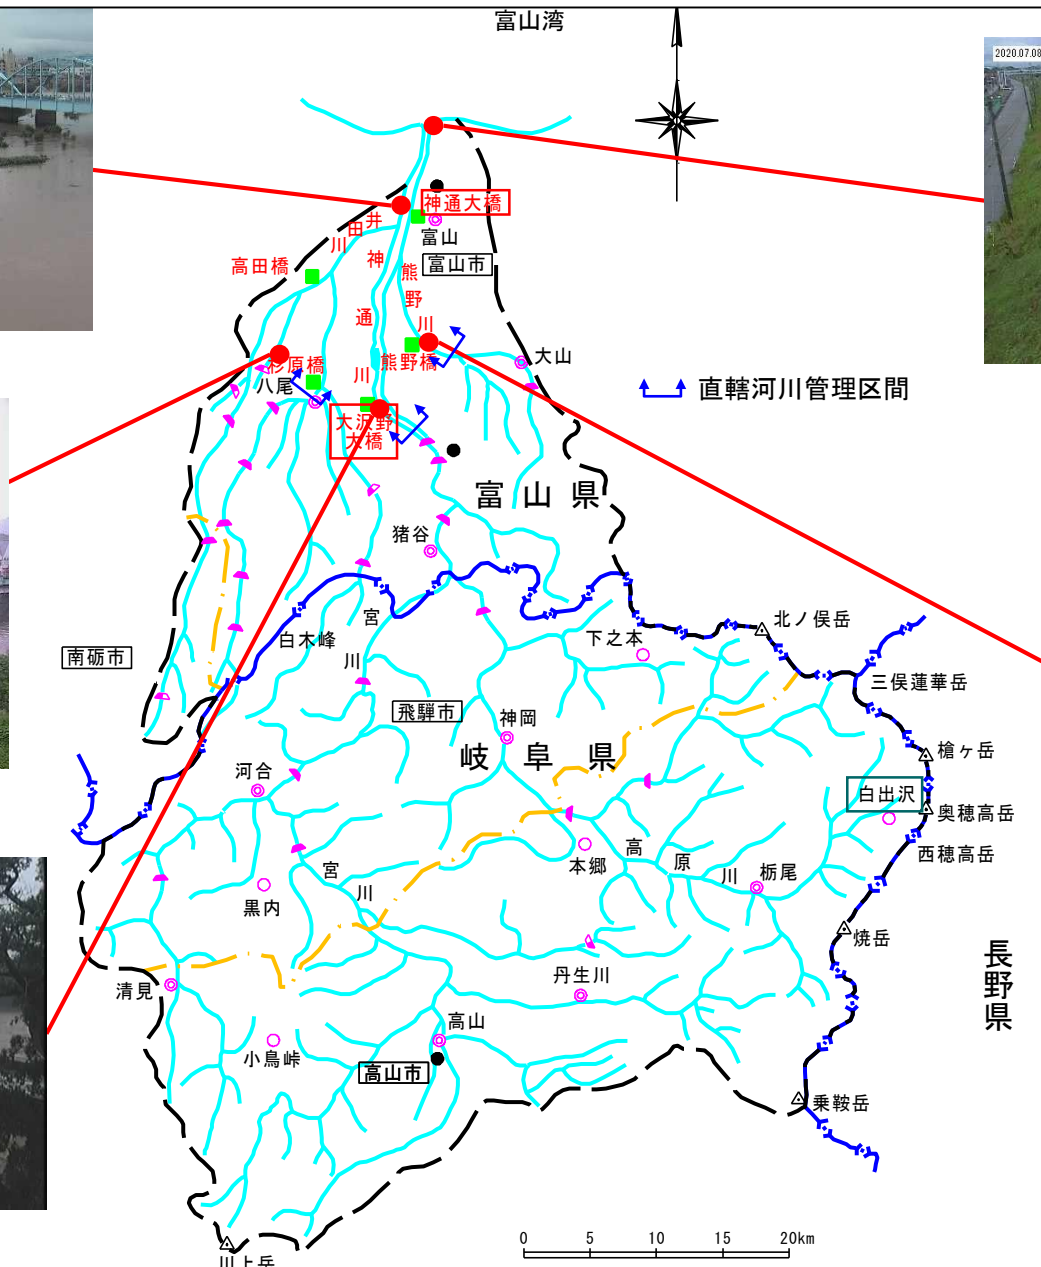 富山湾
2020.07.08
神通大橋
富山
富山市
井田川
神通川
熊野川
高田橋
杉原橋
八尾
熊野橋
大山
直轄河川管理区間
大沢野
大橋
富山県
猪谷
北ノ俣岳
下之本
白木峰
宮川
南砺市
三俣蓮華岳
飛騨市
神岡
岐阜県
槍ヶ岳
河合
白出沢
奥穂高岳
西穂高岳
本郷
高原川
栃尾
宮川
黒内
焼岳
長野県
丹生川
清見
高山
小鳥峠
高山市
乗鞍岳
川上岳
0 5 10 15 20km